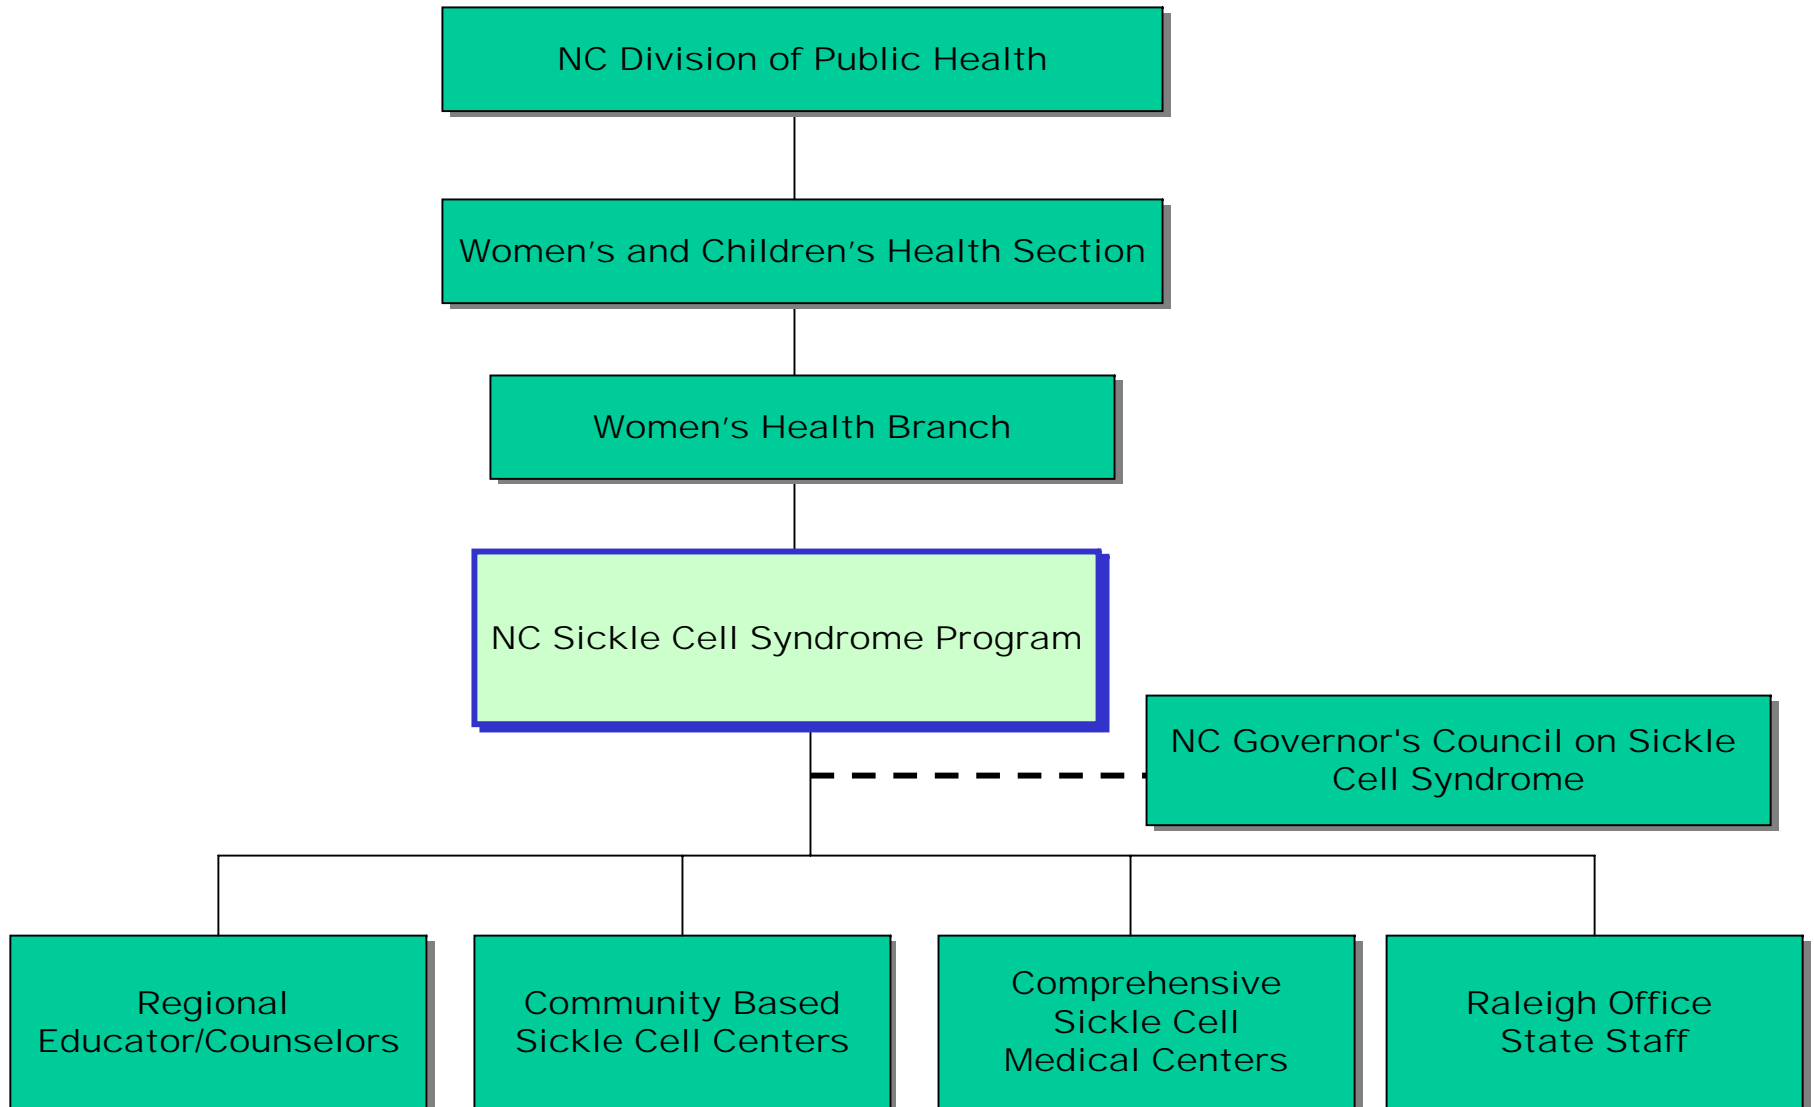 NC Division of Public Health
Women's and Children's Health Section
Women's Health Branch
NC Sickle Cell Syndrome Program
NC Governor's Council on Sickle
Cell Syndrome
Regional
Educator/Counselors
Community Based
Sickle Cell Centers
Comprehensive
Sickle Cell
Medical Centers
Raleigh Office
State Staff